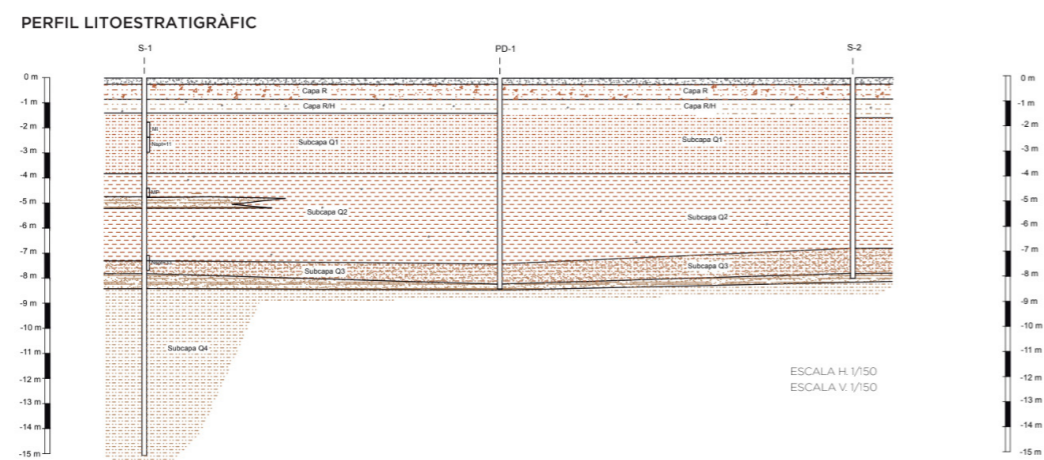 PERFIL LITOESTRATIGRÀFIC
S-1 PD-1 S-2
0 m 0 m
Capa R Capa R
-1 m -1 m
Capa R/H Capa R/H
-2 m -2 m
Subcapa Q1 Subcapa Q1
-3 m -3 m
-4 m -4 m
-5 m -5 m
Subcapa Q2 Subcapa Q2
-6 m -6 m
-7 m -7 m
Subcapa Q3 Subcapa Q3
-8 m -8 m
-9 m -9 m
-10 m -10 m
Subcapa Q4
-11 m -11 m
ESCALA H. 1/150
-12 m -12 m
ESCALA V. 1/150
-13 m -13 m
-14 m -14 m
-15 m -15 m